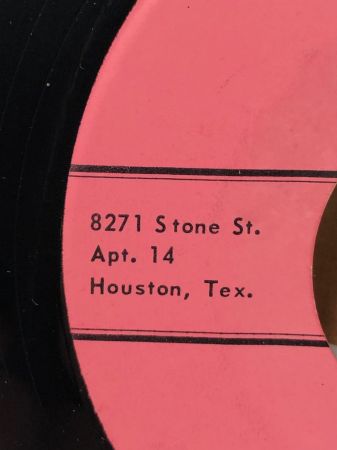 8271 Stone St.
Apt. 14
Houston, Tex.